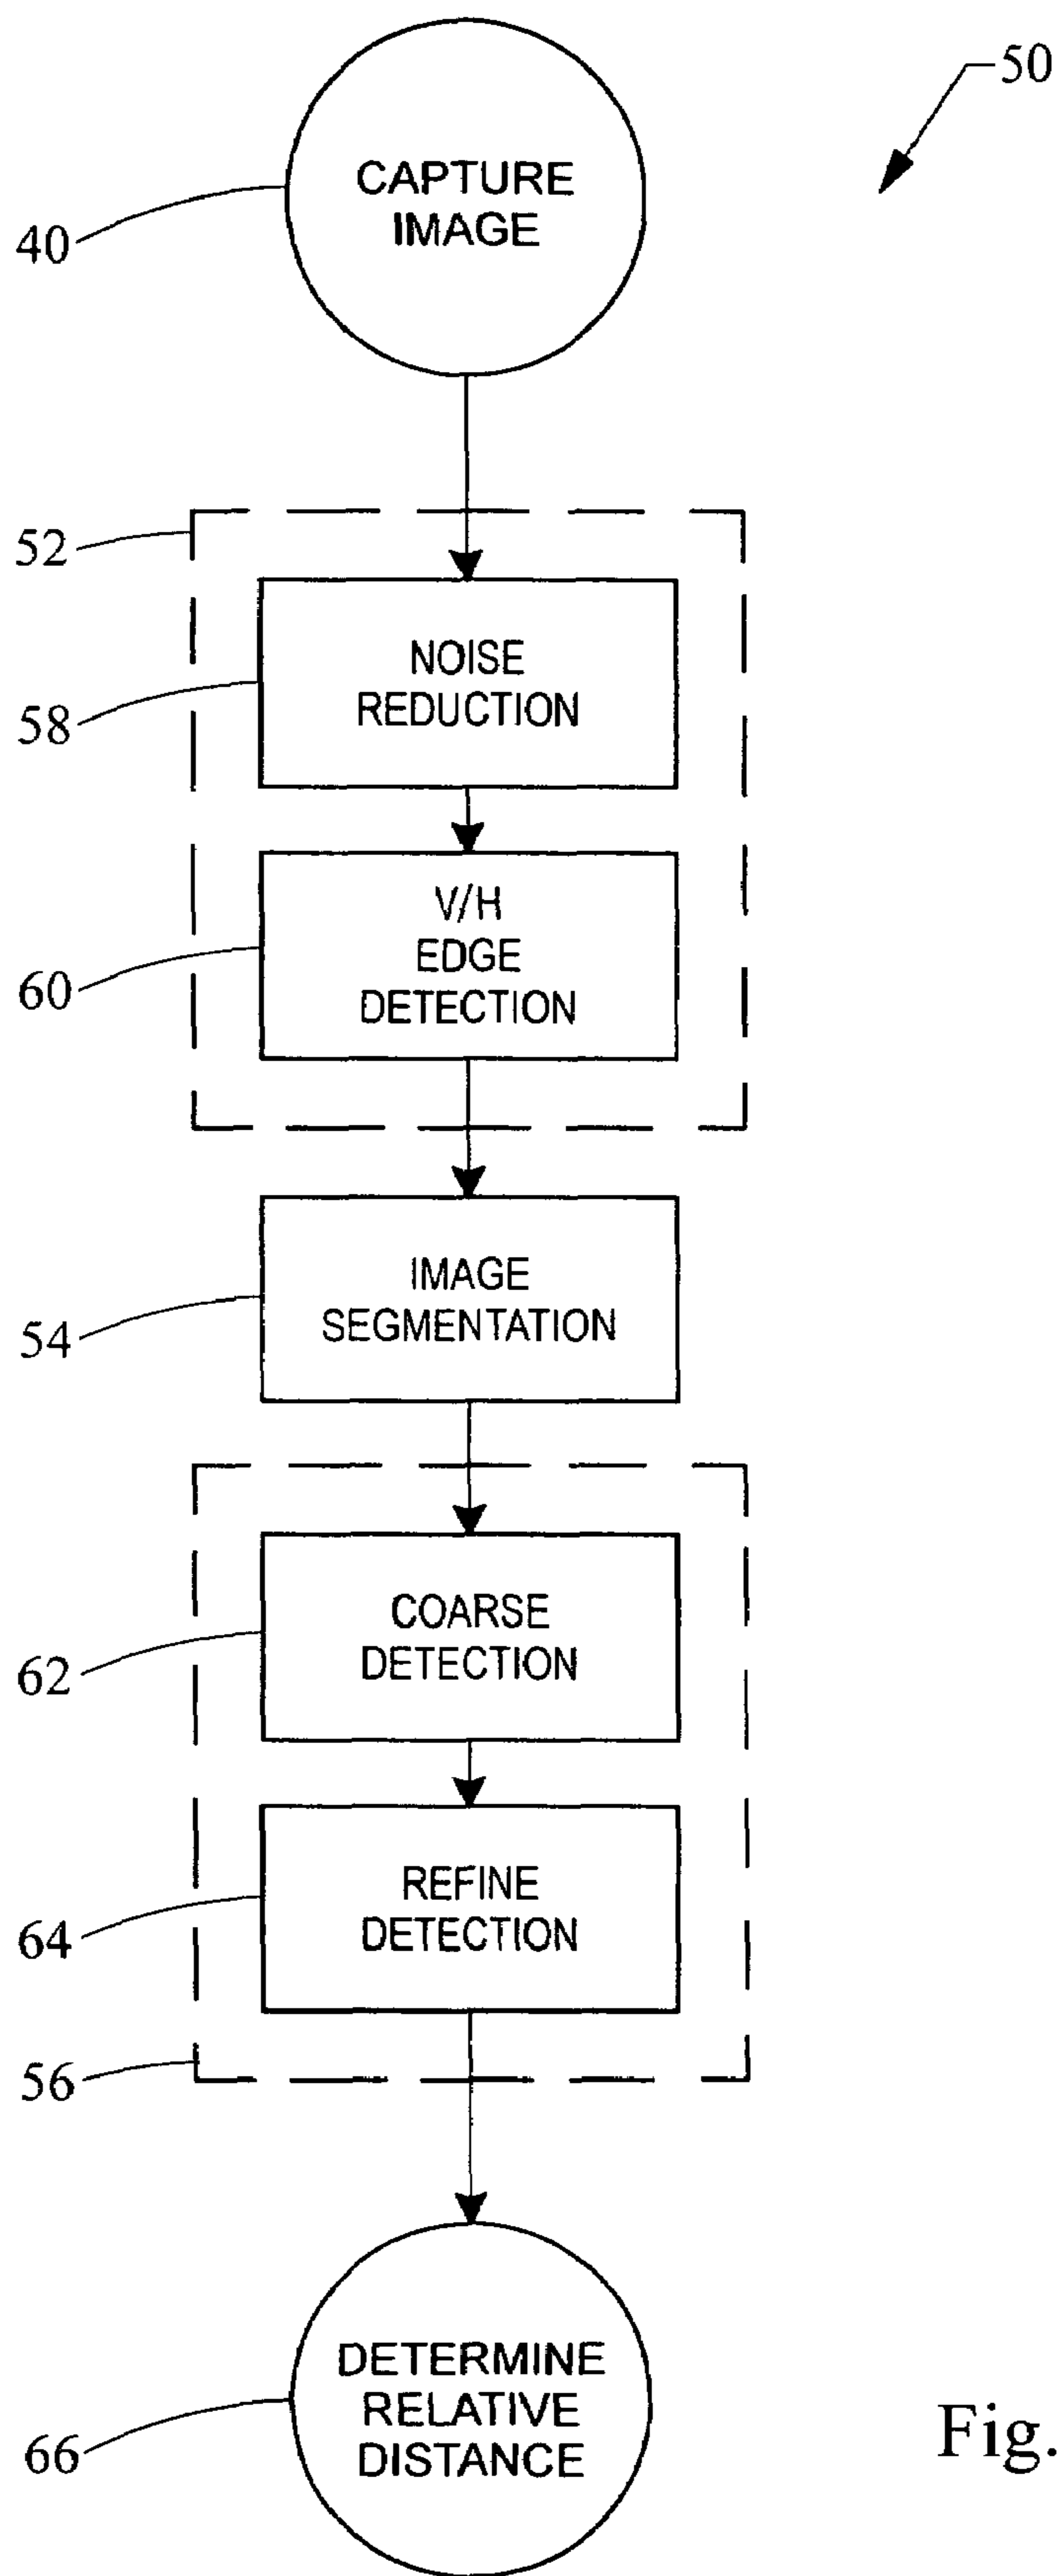 50
CAPTURE
IMAGE
40
52
NOISE
REDUCTION
58
V/H
EDGE
DETECTION
60
IMAGE
SEGMENTATION
54
COARSE
DETECTION
62
REFINE
DETECTION
64
56
DETERMINE
RELATIVE
DISTANCE
66
Fig.